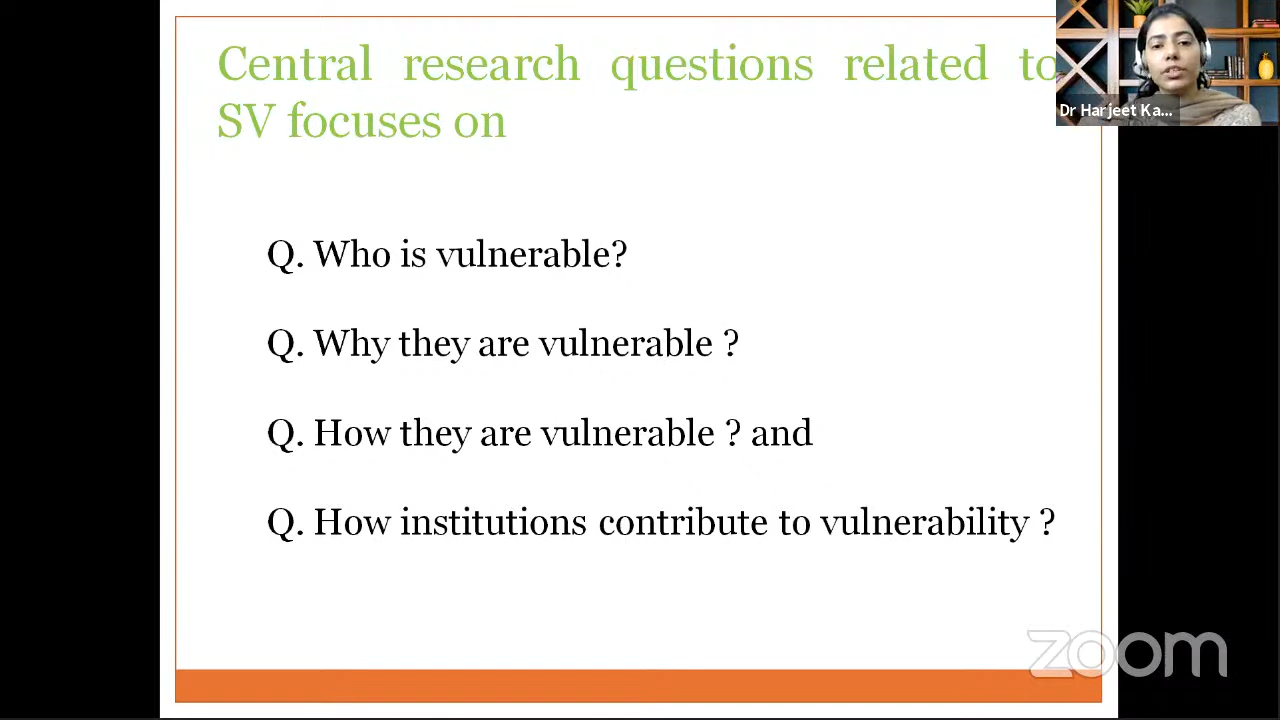 Central research questions related to
SV focuses on
Dr Harjeet Ka...
Q. Who is vulnerable?
Q. Why they are vulnerable ?
Q. How they are vulnerable ? and
Q. How institutions contribute to vulnerability ?
zoom